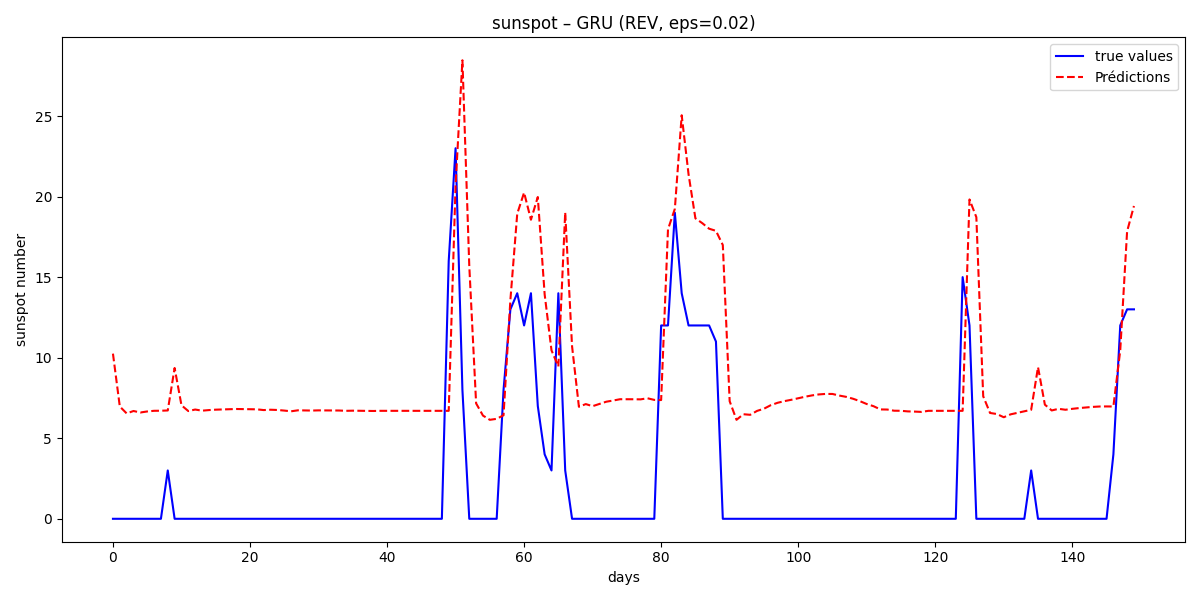 sunspot – GRU (REV, eps=0.02)
true values
Prédictions
sunspot number
25
20
15
10
5
0
0 20 40 60 80 100 120 140
days